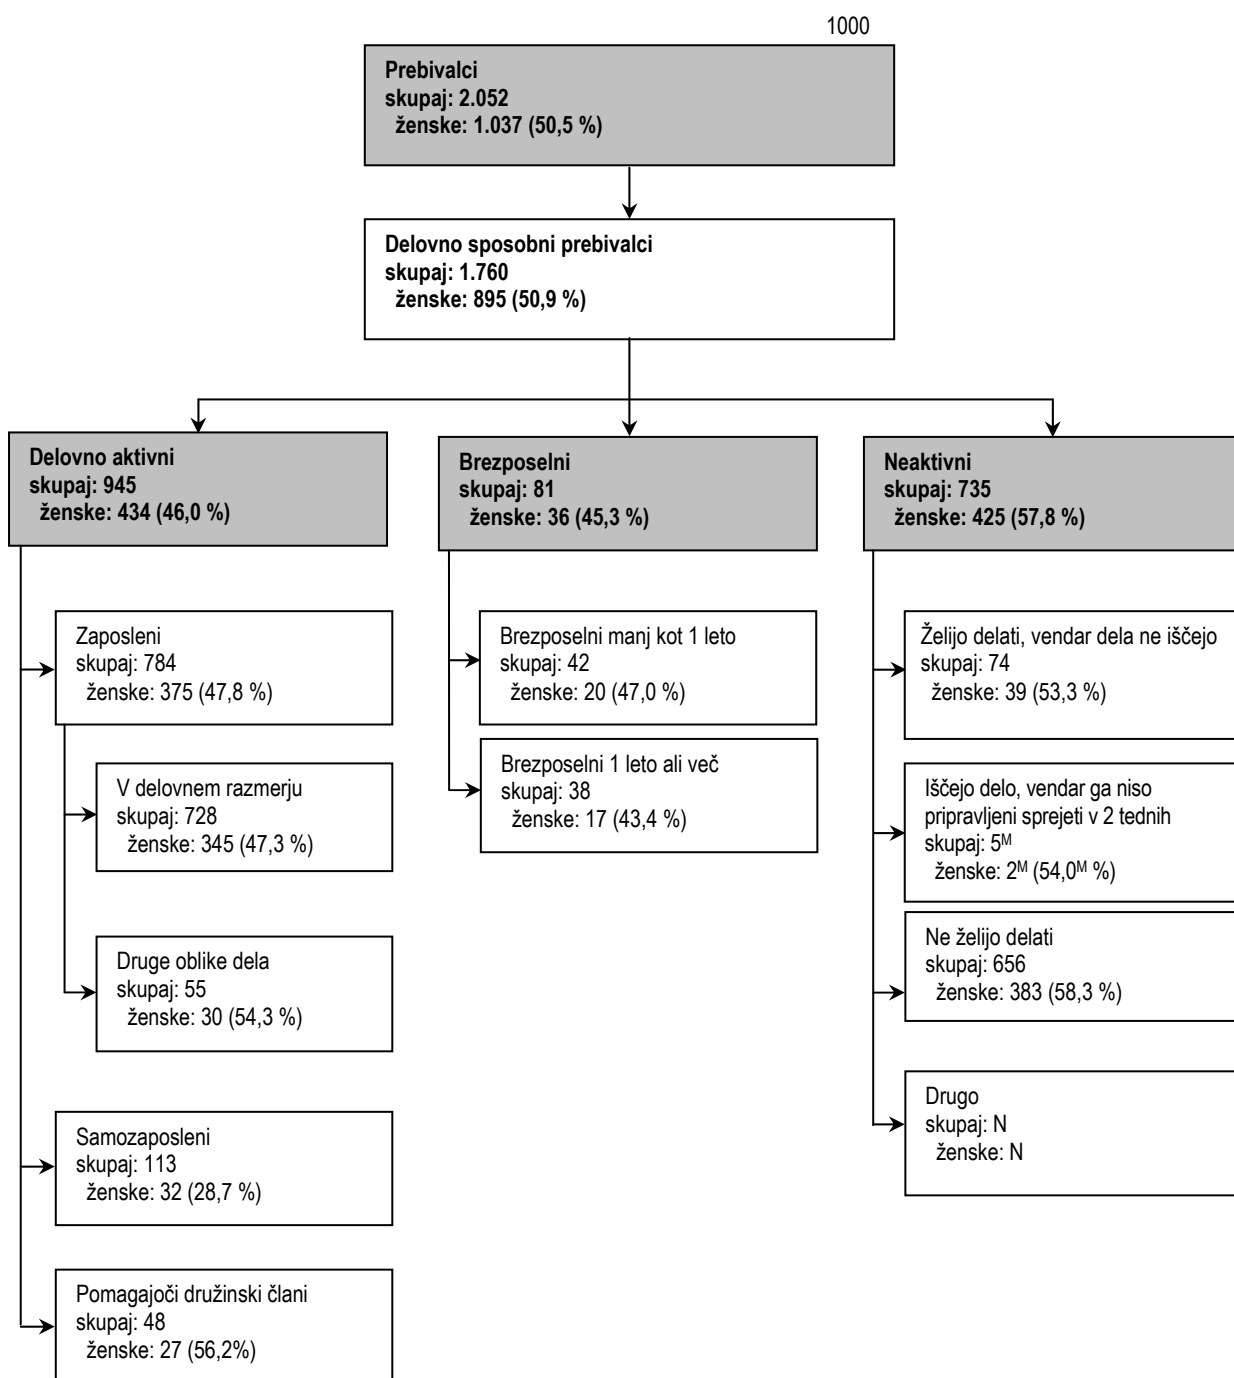 1000
Prebivalci
skupaj: 2.052
ženske: 1.037 (50,5 %)
Delovno sposobni prebivalci
skupaj: 1.760
ženske: 895 (50,9 %)
Delovno aktivni
skupaj: 945
ženske: 434 (46,0 %)
Zaposleni
skupaj: 784
ženske: 375 (47,8 %)
V delovnem razmerju
skupaj: 728
ženske: 345 (47,3 %)
Druge oblike dela
skupaj: 55
ženske: 30 (54,3 %)
Samozaposleni
skupaj: 113
ženske: 32 (28,7 %)
Pomagajoči družinski člani
skupaj: 48
ženske: 27 (56,2%)
Brezposelni
skupaj: 81
ženske: 36 (45,3 %)
Brezposelni manj kot 1 leto
skupaj: 42
ženske: 20 (47,0 %)
Brezposelni 1 leto ali več
skupaj: 38
ženske: 17 (43,4 %)
Neaktivni
skupaj: 735
ženske: 425 (57,8 %)
Želijo delati, vendar dela ne iščejo
skupaj: 74
ženske: 39 (53,3 %)
Iščejo delo, vendar ga niso
pripravljeni sprejeti v 2 tednih
skupaj: 5ᴹ
ženske: 2ᴹ (54,0ᴹ %)
Ne želijo delati
skupaj: 656
ženske: 383 (58,3 %)
Drugo
skupaj: N
ženske: N